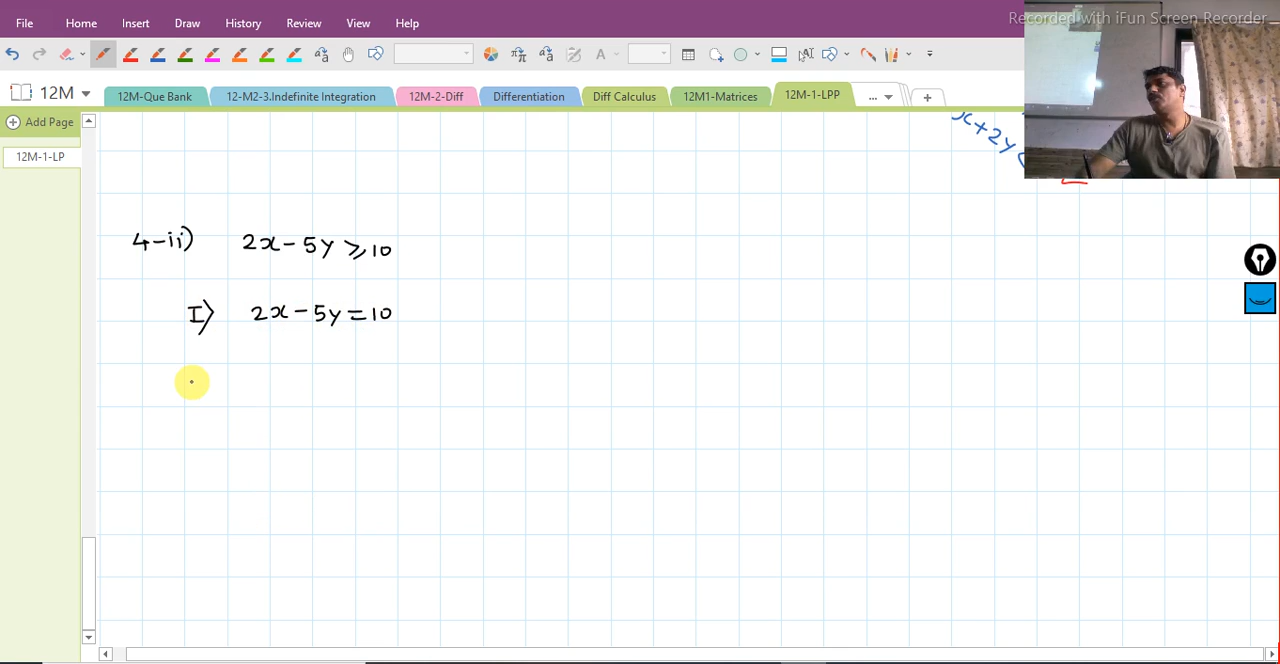 File Home Insert Draw History Review View Help
Recorded with iFun Screen Recorder
12M 12M-Que Bank 12-M2-3.Indefinite Integration 12M-2-Diff Differentiation Diff Calculus 12M1-Matrices 12M-1-LPP ...
Add Page
12M-1-LP
x+2y
4-ii) 2x-5y ≥ 10
I) 2x-5y = 10